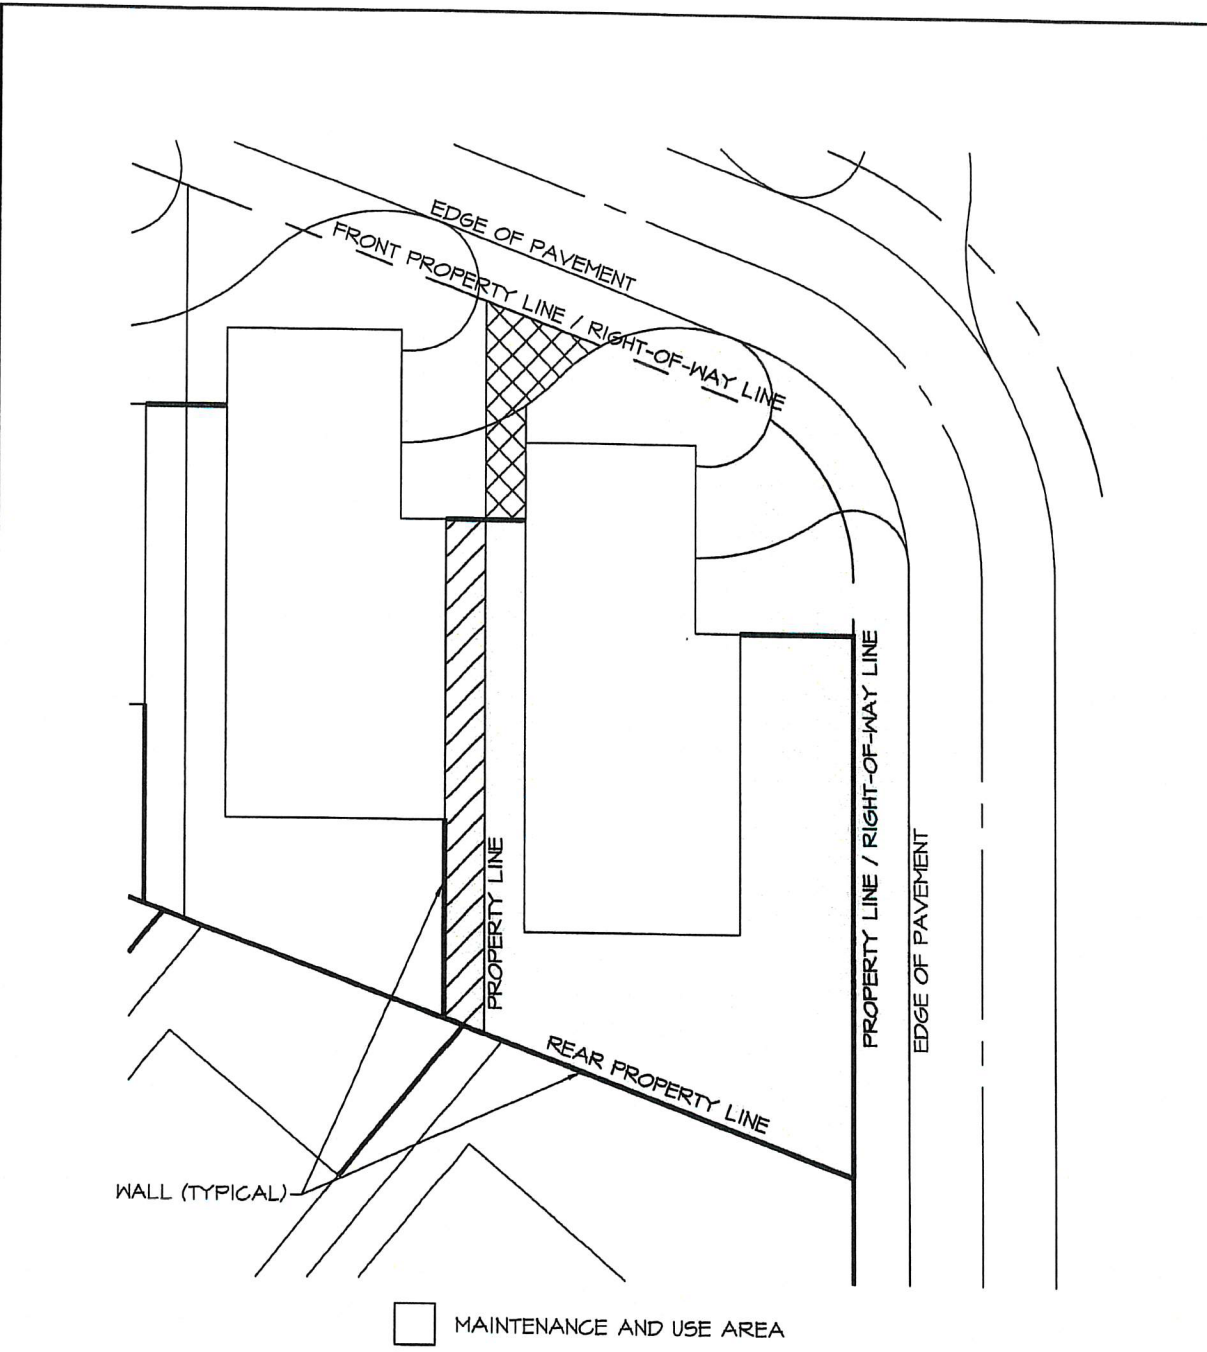 EDGE OF PAVEMENT
FRONT PROPERTY LINE / RIGHT-OF-WAY LINE
PROPERTY LINE / RIGHT-OF-WAY LINE
EDGE OF PAVEMENT
PROPERTY LINE
REAR PROPERTY LINE
WALL (TYPICAL)
MAINTENANCE AND USE AREA